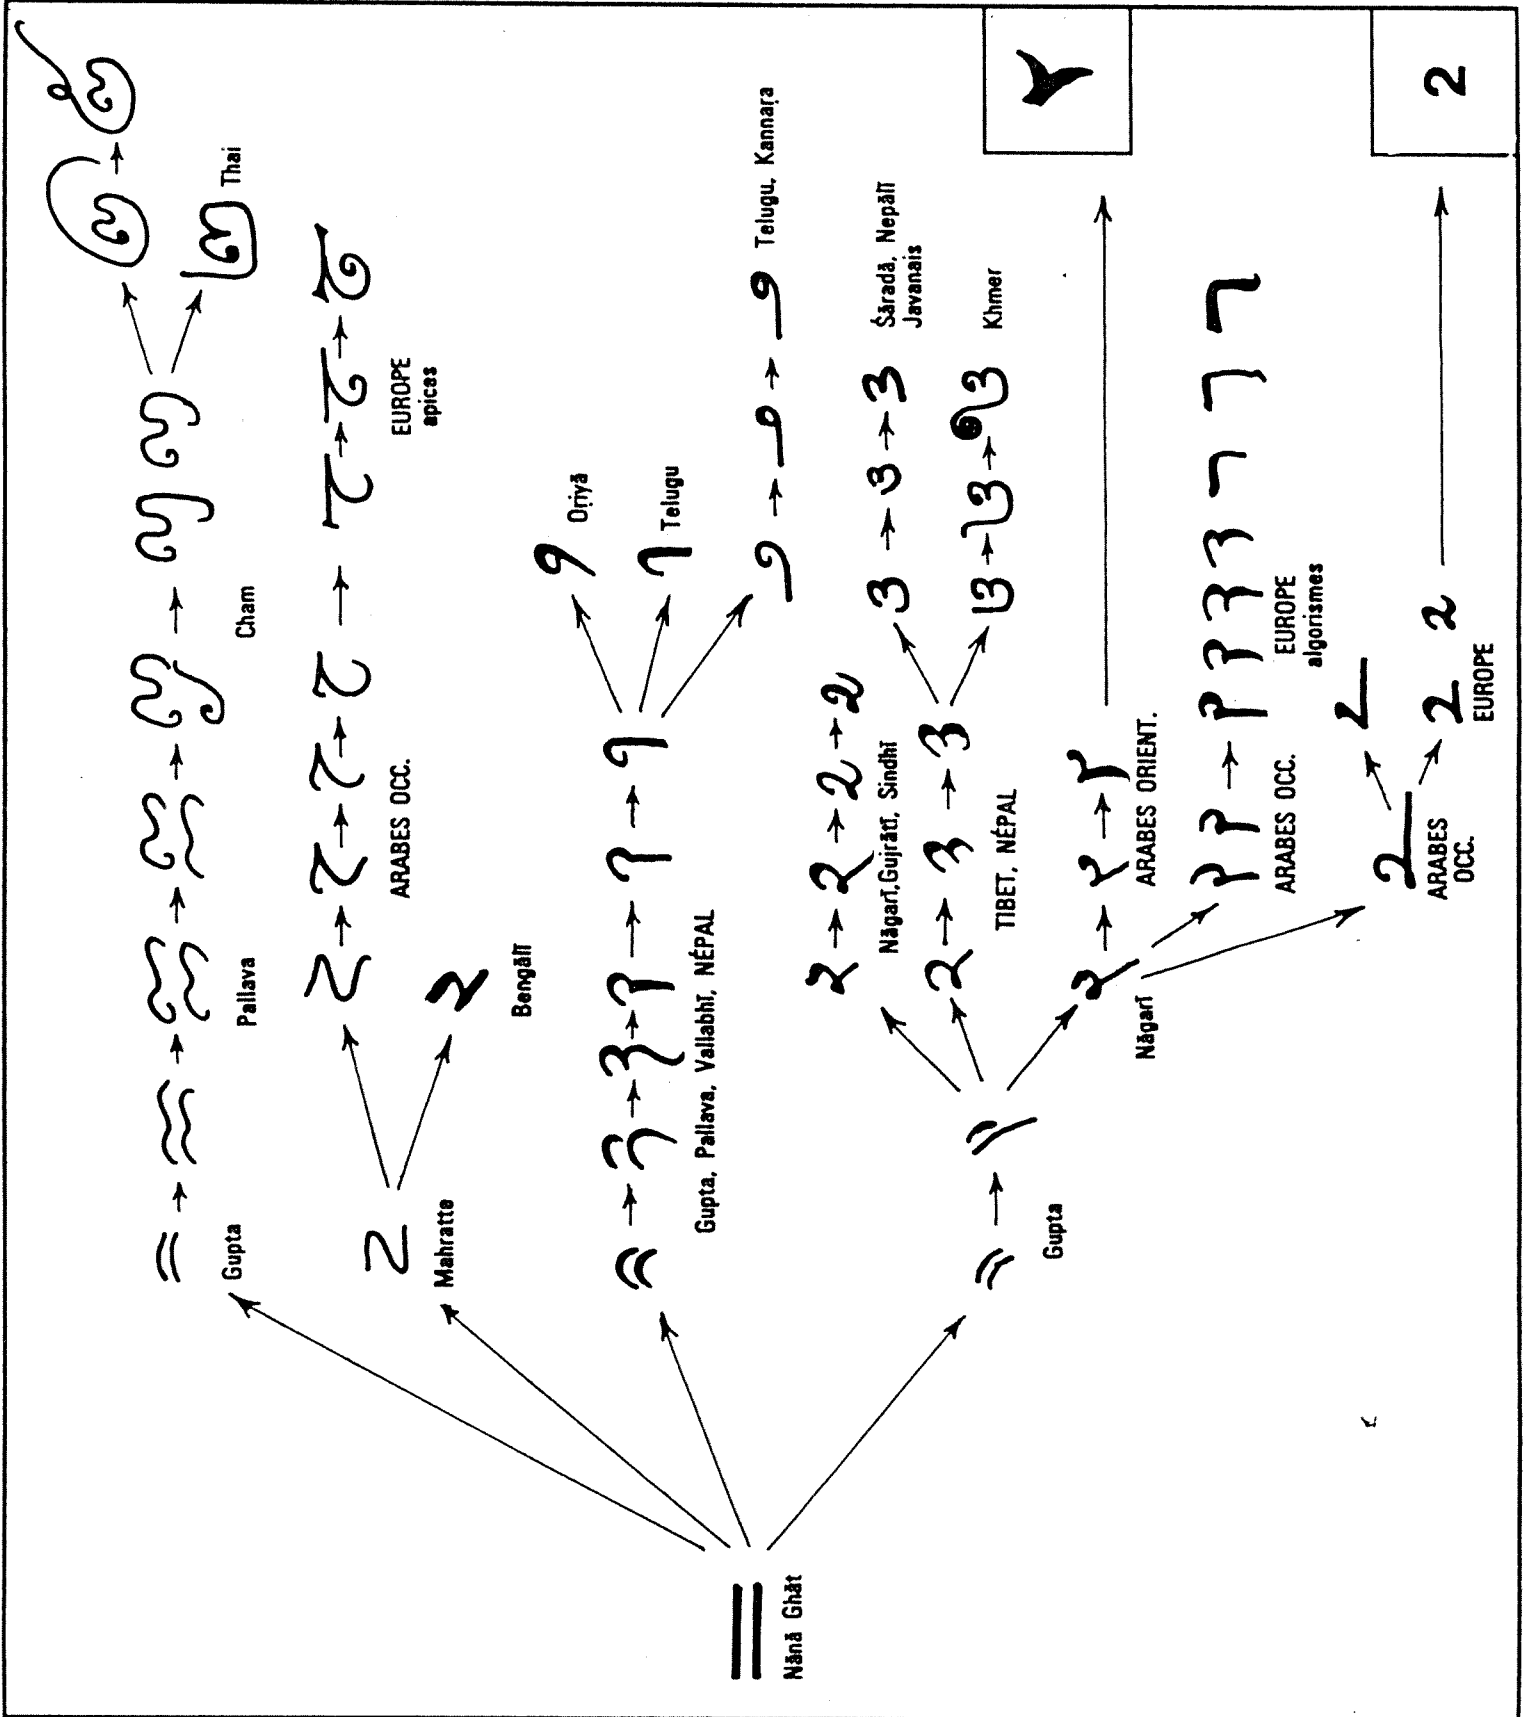 Gupta
Pallava
Cham
Thai
ARABES OCC.
EUROPE
apices
Mahratte
Bengālī
Oṛiyā
Telugu
Gupta, Pallava, Vallabhī, NÉPAL
Telugu, Kannaṛa
Nānā Ghāt
Nāgarī, Gujrātī, Sindhī
Śāradā, Nepālī
Javanais
Khmer
TIBET, NÉPAL
Gupta
Nāgarī
ARABES ORIENT.
ARABES OCC.
EUROPE
algorismes
ARABES
OCC.
EUROPE
2